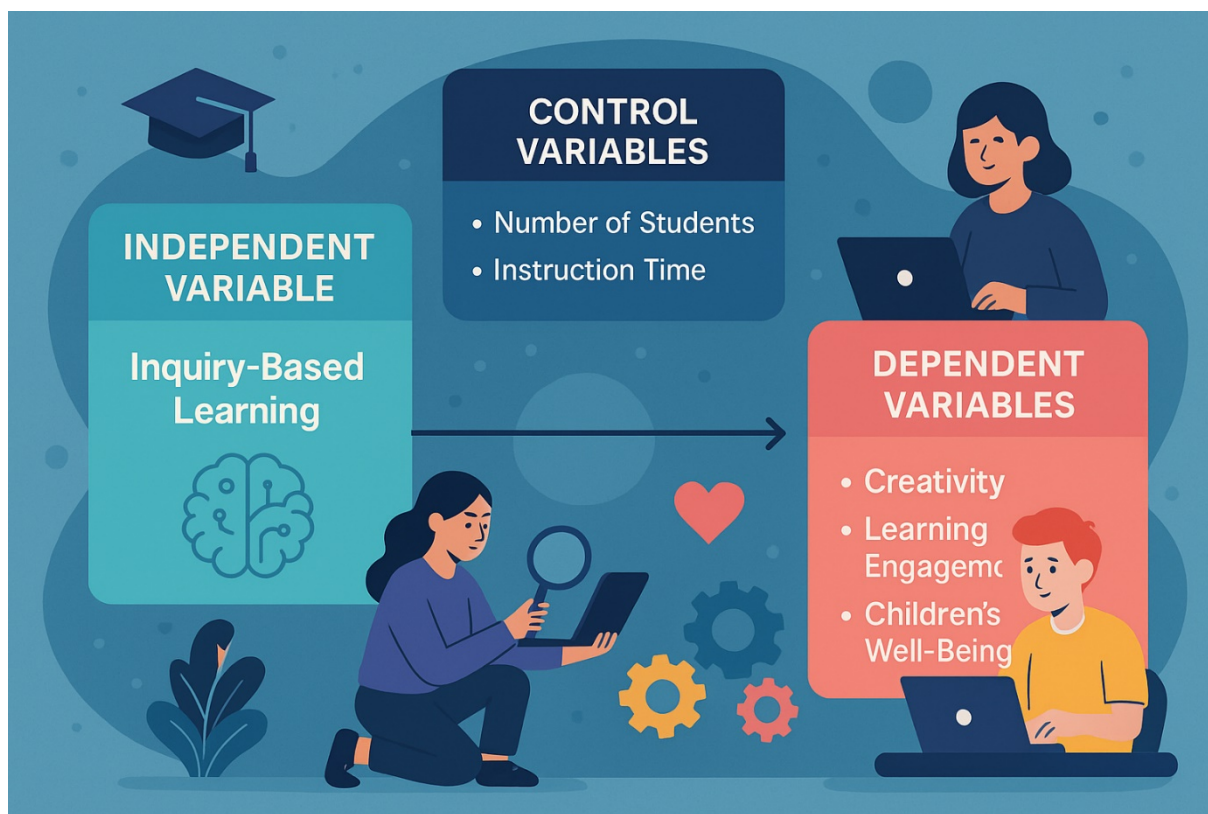 CONTROL
VARIABLES
• Number of Students
• Instruction Time
INDEPENDENT
VARIABLE
Inquiry-Based
Learning
DEPENDENT
VARIABLES
• Creativity
• Learning
• Children's
Well-Being